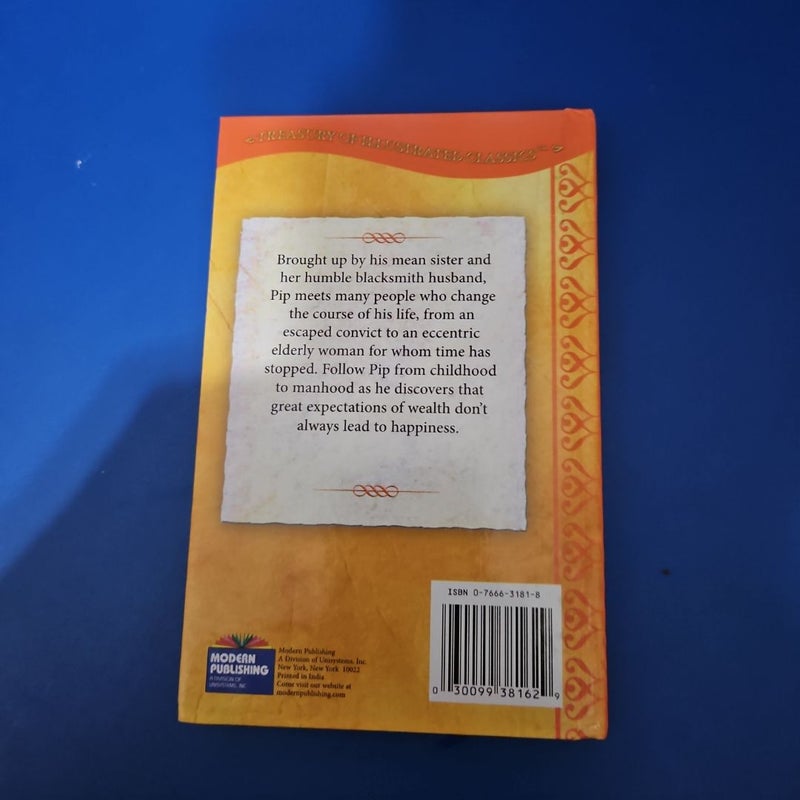 TREASURY OF ILLUSTRATED CLASSICS™
Brought up by his mean sister and
her humble blacksmith husband,
Pip meets many people who change
the course of his life, from an
escaped convict to an eccentric
elderly woman for whom time has
stopped. Follow Pip from childhood
to manhood as he discovers that
great expectations of wealth don't
always lead to happiness.
ISBN 0-7666-3181-8
0 30099 38162 9
MODERN
PUBLISHING
A DIVISION OF
UNISYSTEMS, INC.
Modern Publishing
A Division of Unisystems, Inc.
New York, New York 10022
Printed in India
Come visit our website at
modernpublishing.com